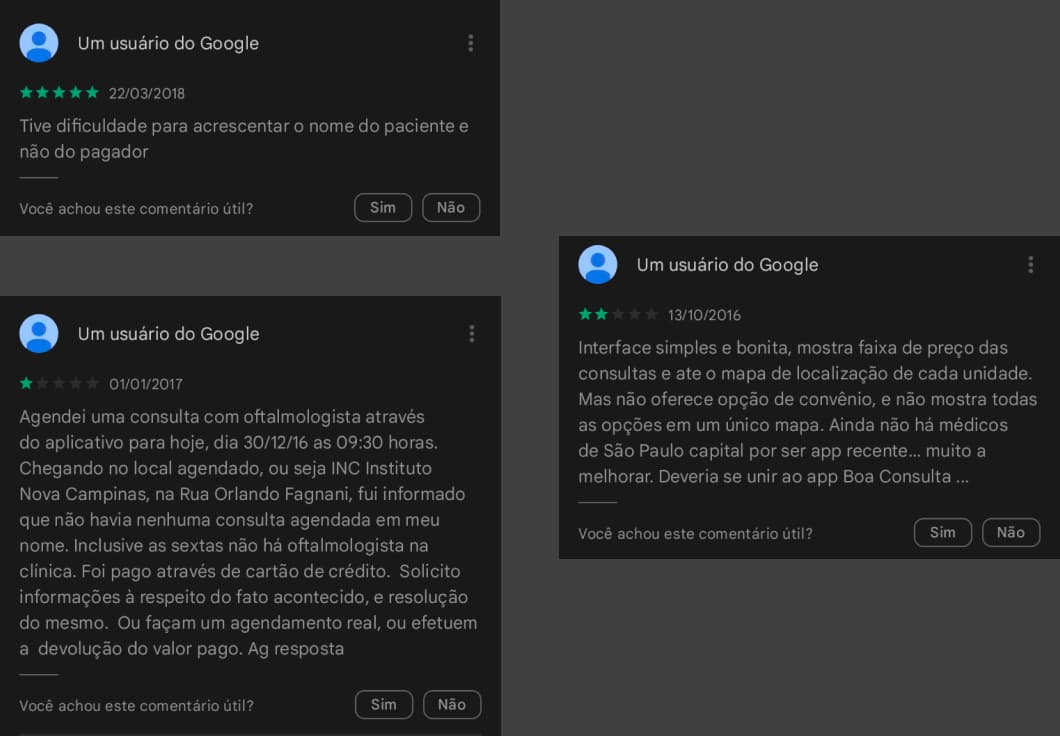 Um usuário do Google
22/03/2018
Tive dificuldade para acrescentar o nome do paciente e
não do pagador
Você achou este comentário útil?
Sim
Não
Um usuário do Google
01/01/2017
Agendei uma consulta com oftalmologista através
do aplicativo para hoje, dia 30/12/16 as 09:30 horas.
Chegando no local agendado, ou seja INC Instituto
Nova Campinas, na Rua Orlando Fagnani, fui informado
que não havia nenhuma consulta agendada em meu
nome. Inclusive as sextas não há oftalmologista na
clínica. Foi pago através de cartão de crédito.  Solicito
informações à respeito do fato acontecido, e resolução
do mesmo.  Ou façam um agendamento real, ou efetuem
a  devolução do valor pago. Ag resposta
Você achou este comentário útil?
Sim
Não
Um usuário do Google
13/10/2016
Interface simples e bonita, mostra faixa de preço das
consultas e ate o mapa de localização de cada unidade.
Mas não oferece opção de convênio, e não mostra todas
as opções em um único mapa. Ainda não há médicos
de São Paulo capital por ser app recente... muito a
melhorar. Deveria se unir ao app Boa Consulta ...
Você achou este comentário útil?
Sim
Não